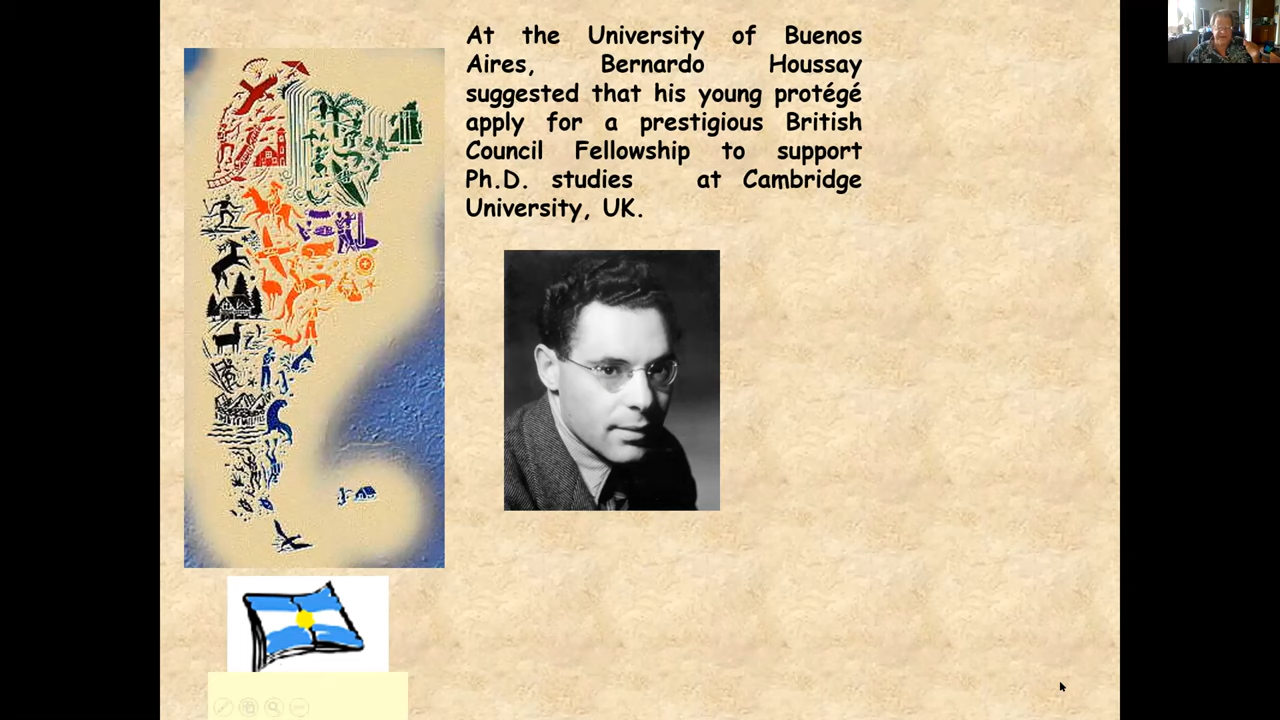 At the University of Buenos
Aires, Bernardo Houssay
suggested that his young protégé
apply for a prestigious British
Council Fellowship to support
Ph.D. studies at Cambridge
University, UK.